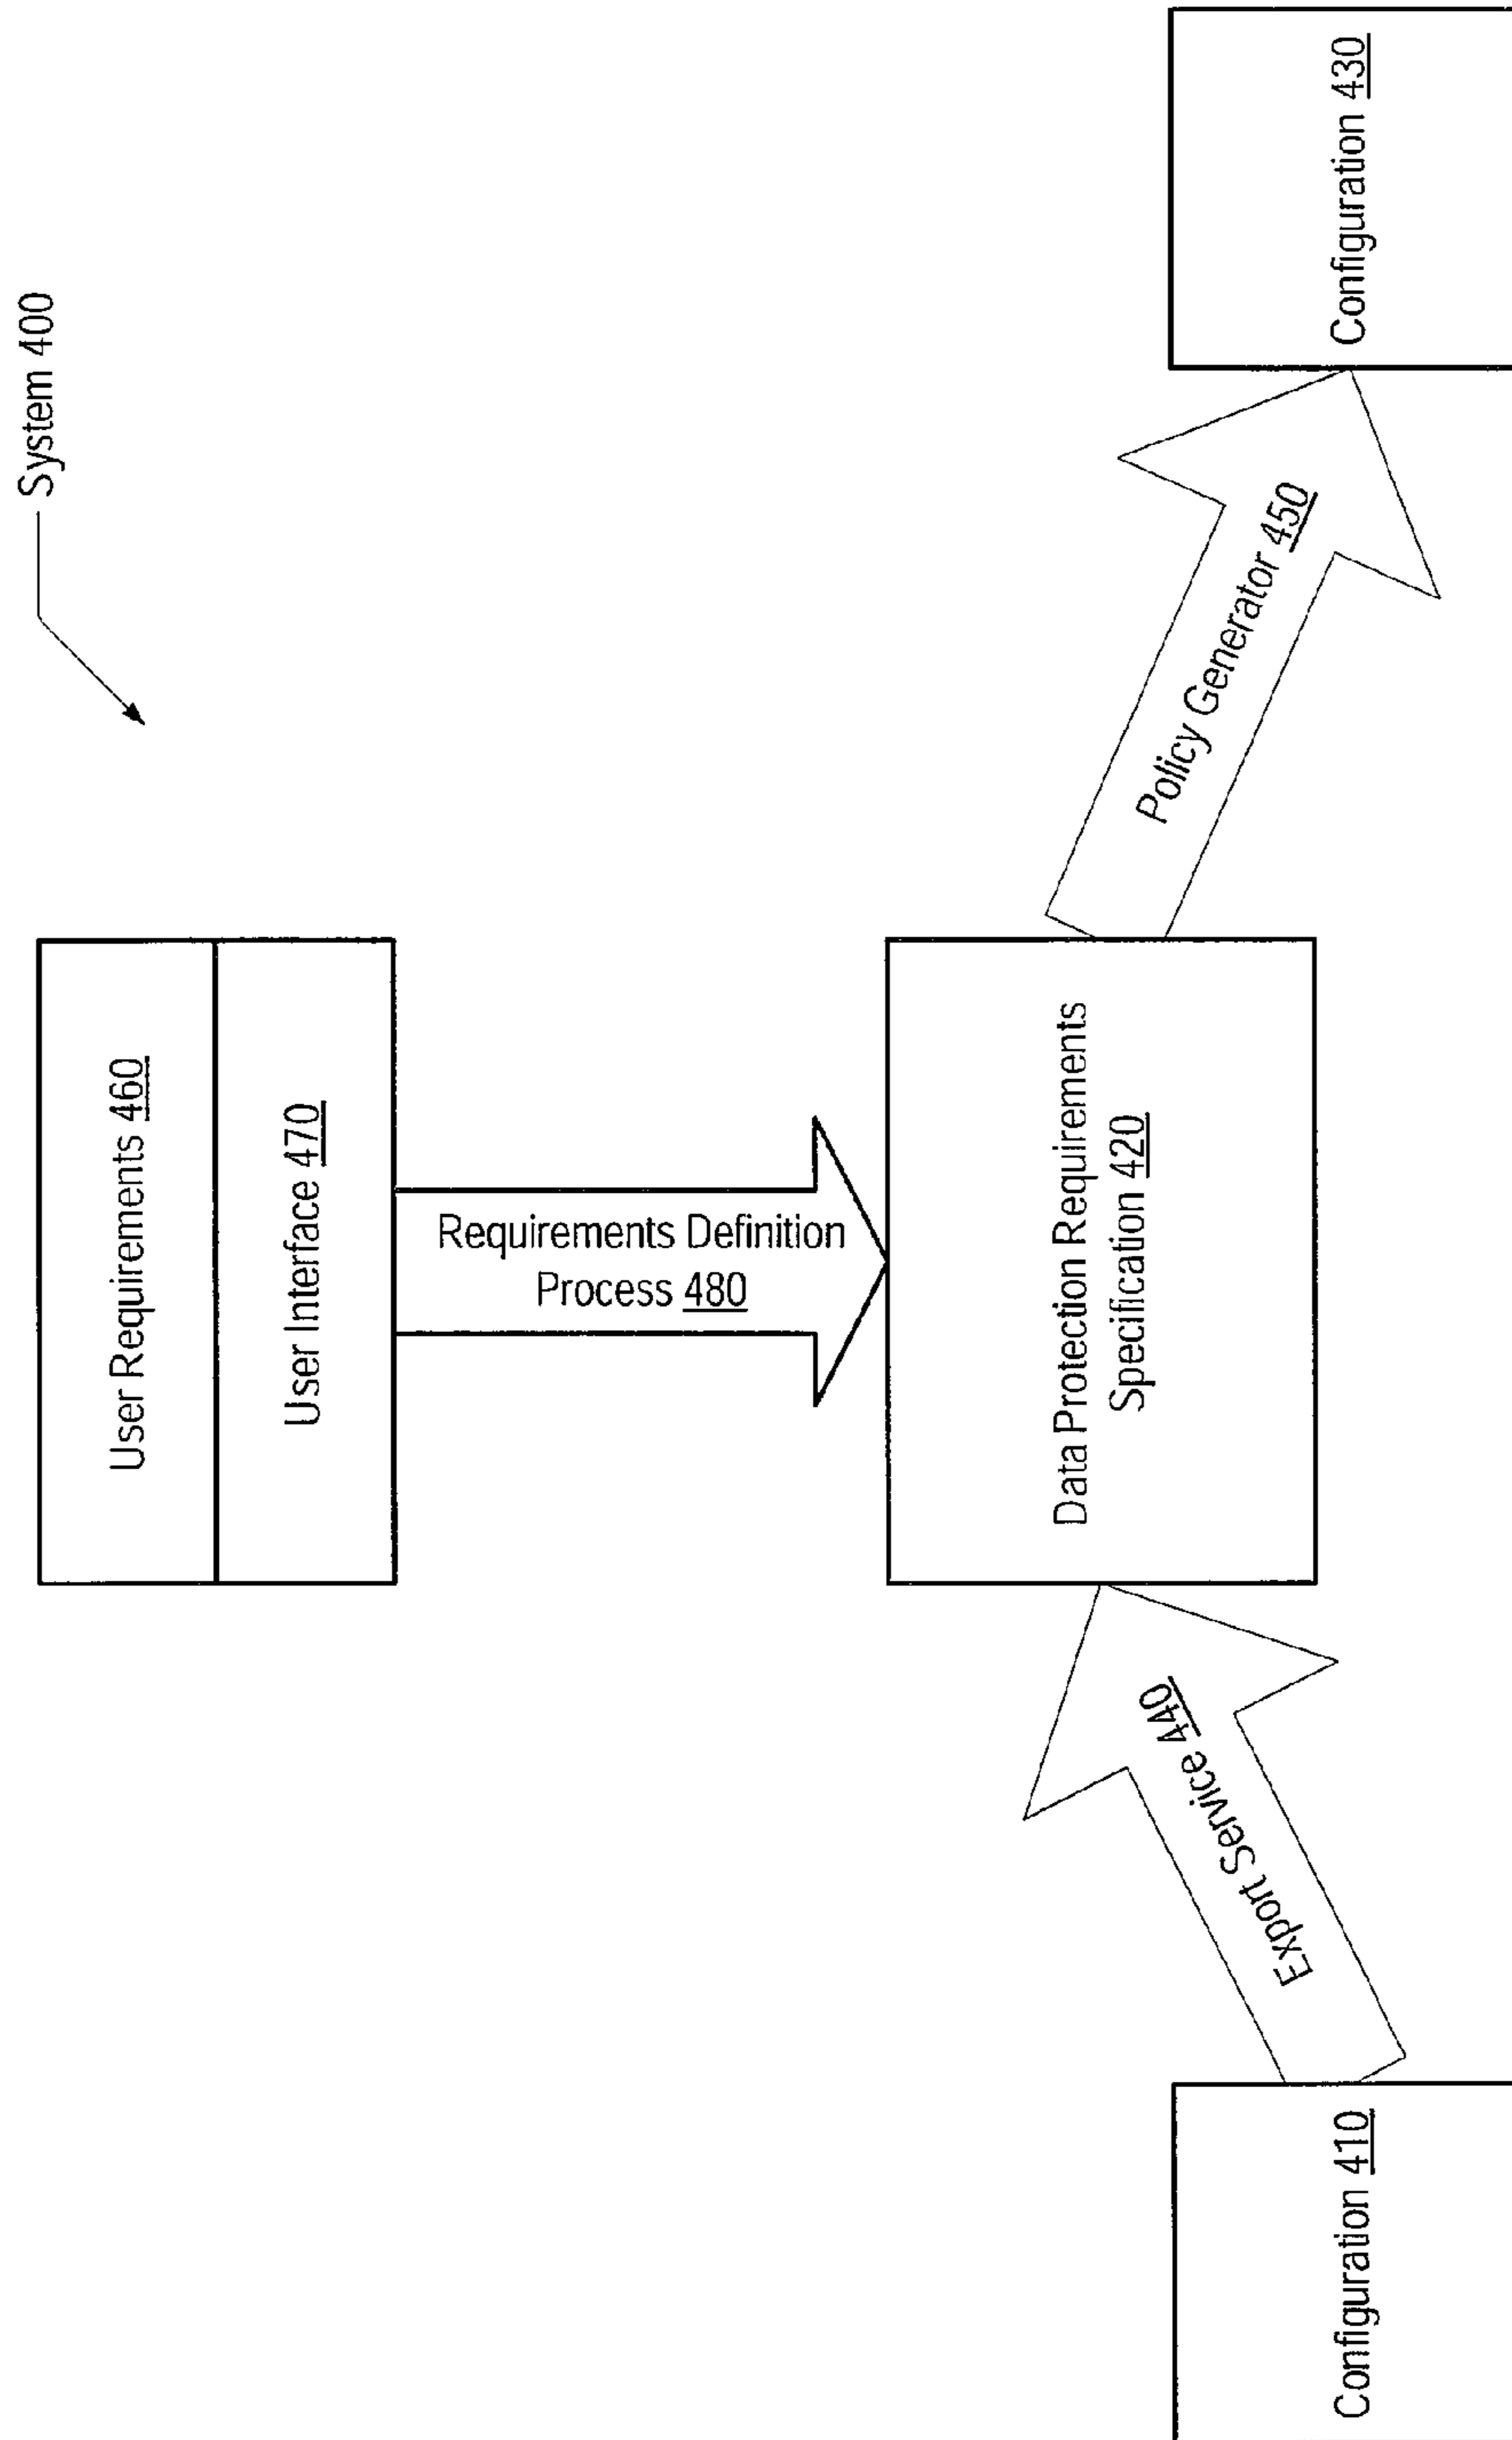 System 400
User Requirements 460
User Interface 470
Requirements Definition
Process 480
Data Protection Requirements
Specification 420
Export Service 440
Policy Generator 450
Configuration 410
Configuration 430